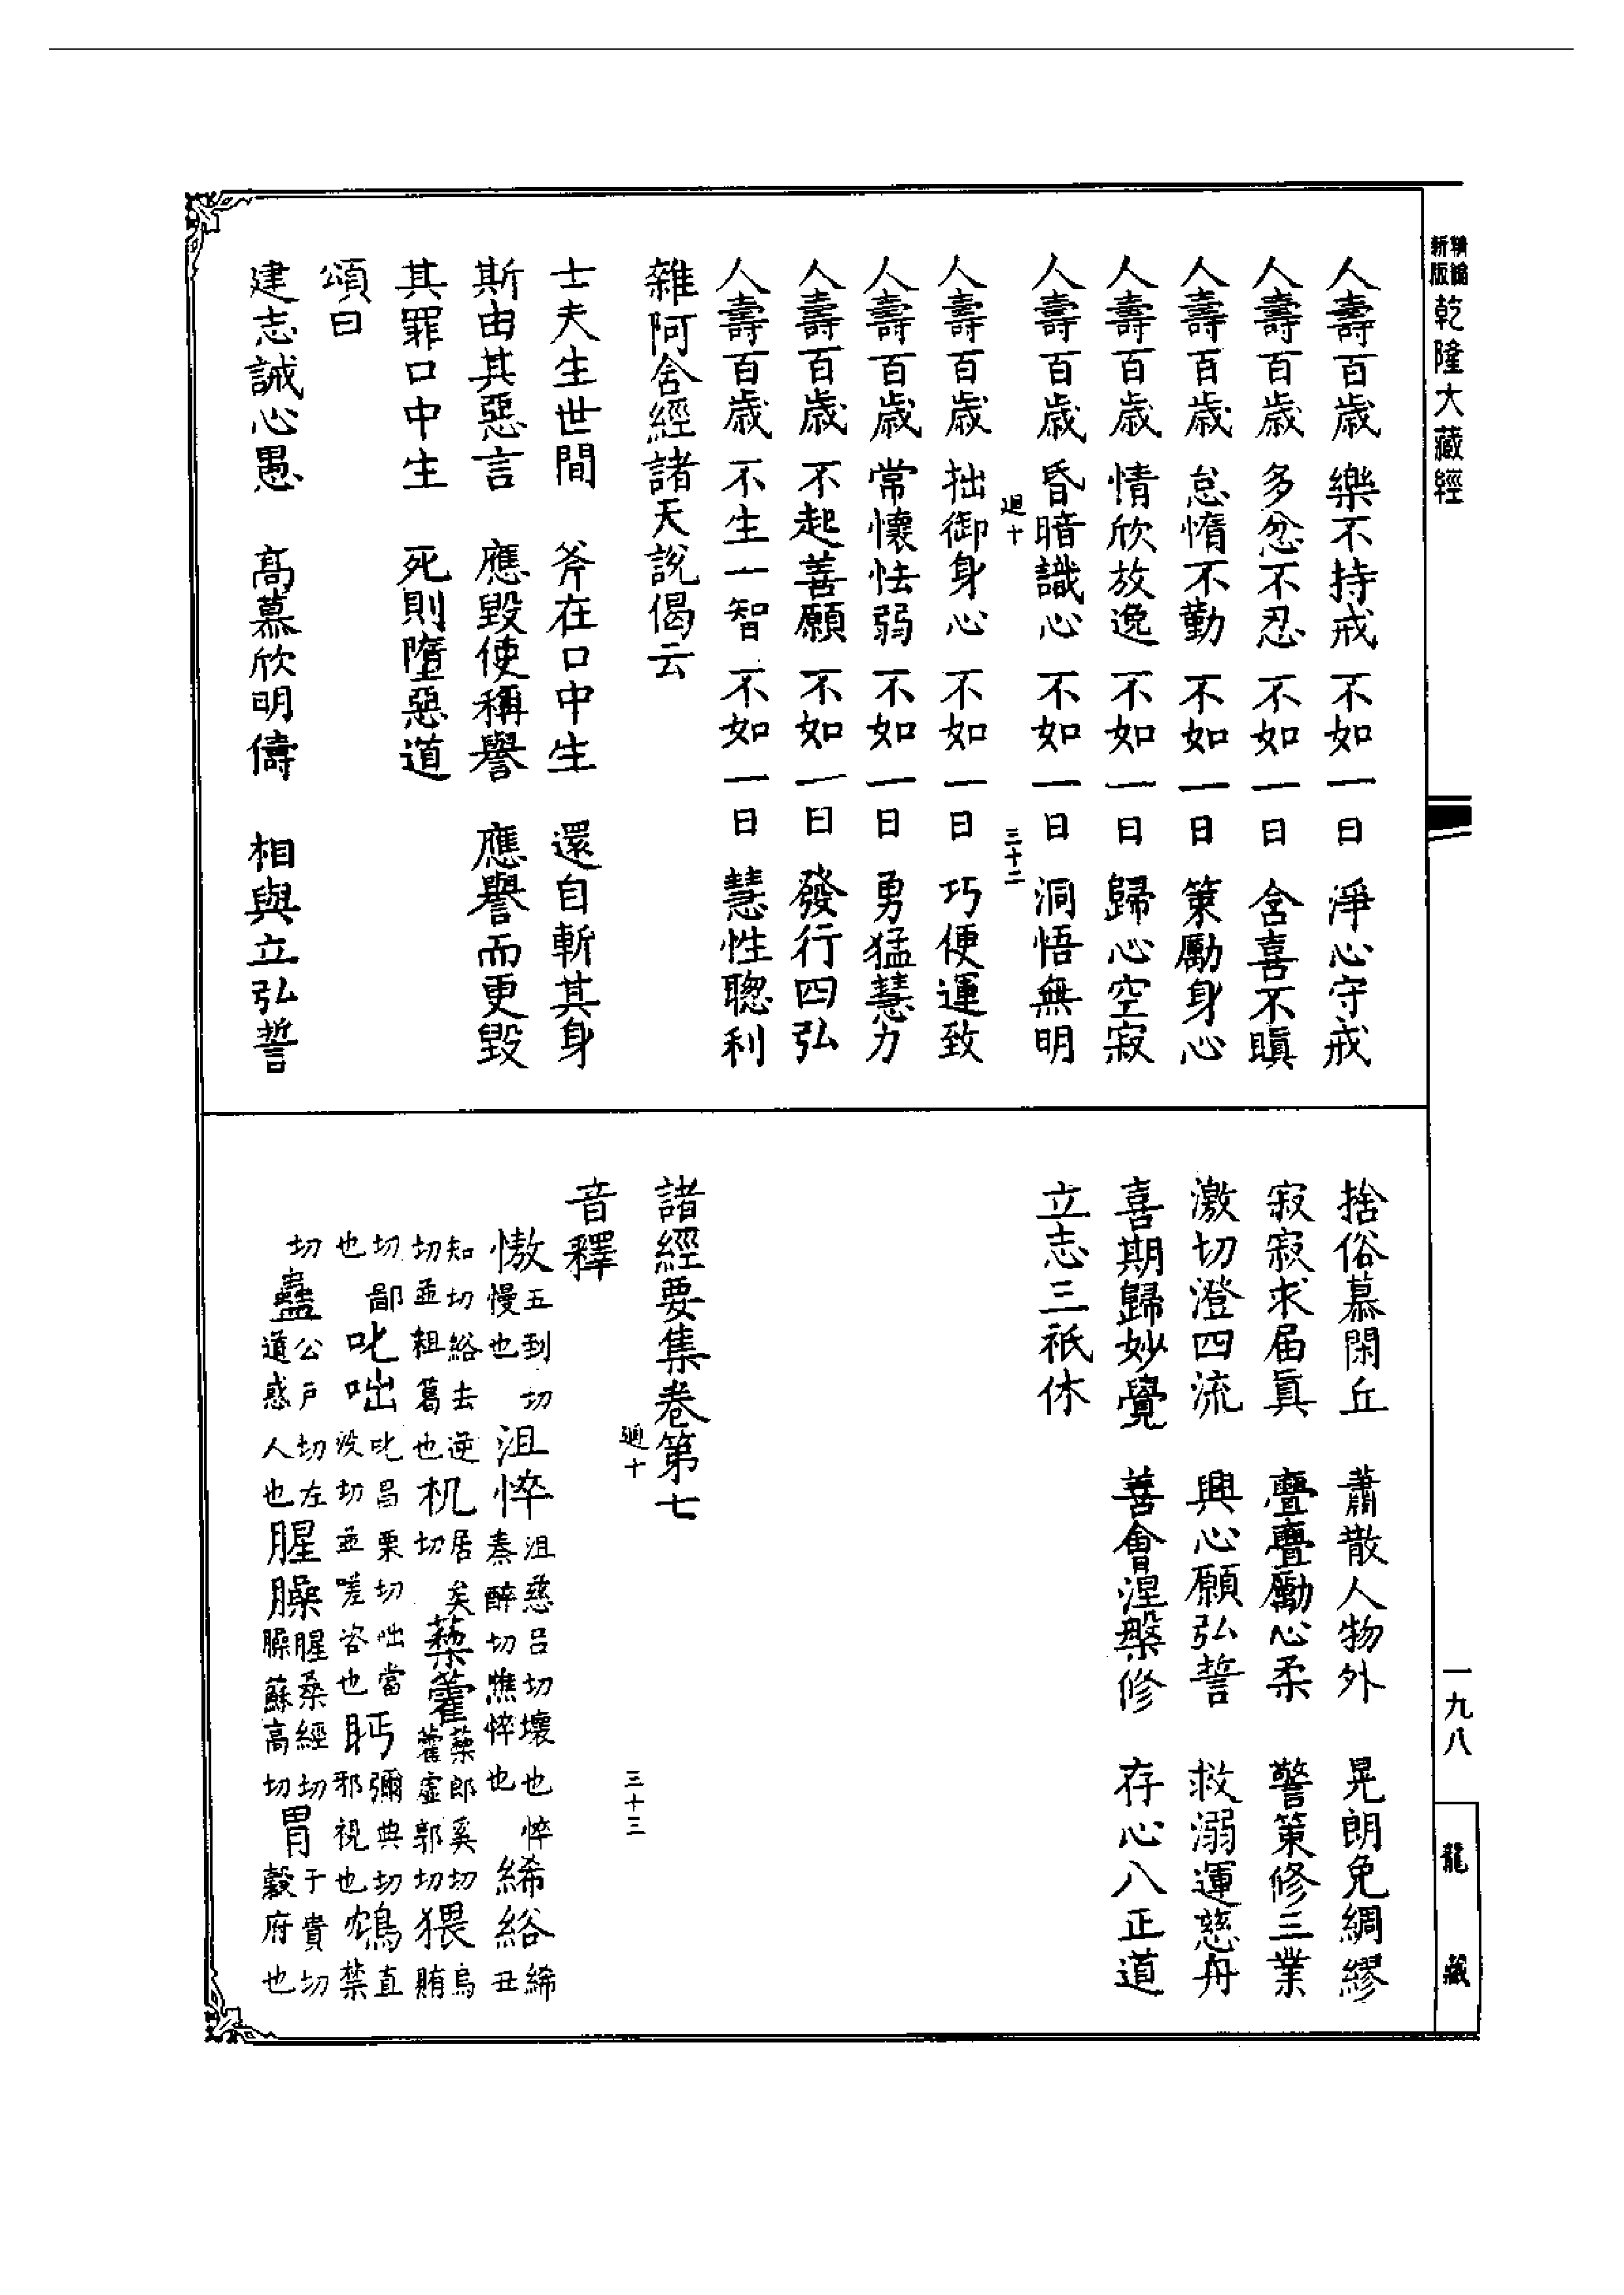 新版
乾隆大藏經
人壽百歲 樂不持戒 不如一日 淨心守戒
人壽百歲 多忿不忍 不如一日 含喜不瞋
人壽百歲 怠惰不勤 不如一日 策勵身心
人壽百歲 情欣放逸 不如一日 歸心空寂
人壽百歲 昏暗識心 不如一日 洞悟無明
迴十 三十二
人壽百歲 拙御身心 不如一日 巧便運致
人壽百歲 常懷怯弱 不如一日 勇猛慧力
人壽百歲 不起善願 不如一日 發行四弘
人壽百歲 不生一智 不如一日 慧性聰利
雜阿含經諸天說偈云
士夫生世間 斧在口中生 還自斬其身
斯由其惡言 應毀使稱譽 應譽而更毀
其罪口中生 死則墮惡道
頌曰
建志誡心愚 高慕欣明儔 相與立弘誓
捨俗慕閑丘 蕭散人物外 晃朗免綢繆
寂寂求届真 亹亹勵心柔 警策修三業
激切澄四流 興心願弘誓 救溺運慈舟
喜期歸妙覺 善會涅槃修 存心八正道
立志三祇休
諸經要集卷第七
迴十 三十三
音釋
慠 五到切慢也 沮悴 沮慈呂切壞也悴秦醉切憔悴也 絺綌 絺丑
知切綌去逆切並粗葛也 机 居矣切 藜藿 藜郎奚切藿虛郭切 猥 烏賄
切鄙也 叱咄 叱昌栗切咄當没切並嗟咨也 眄 彌典切邪視也 鴆 直禁
切 蠱 公戶切左道惑人也 腥臊 腥桑經切臊蘇高切 胃 于貴切穀府也
一九八
龍藏